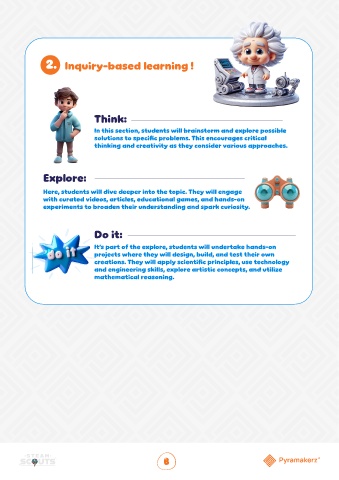 2. Inquiry-based learning !
Think:
In this section, students will brainstorm and explore possible
solutions to specific problems. This encourages critical
thinking and creativity as they consider various approaches.
Explore:
Here, students will dive deeper into the topic. They will engage
with curated videos, articles, educational games, and hands-on
experiments to broaden their understanding and spark curiosity.
Do it:
do it
It's part of the explore, students will undertake hands-on
projects where they will design, build, and test their own
creations. They will apply scientific principles, use technology
and engineering skills, explore artistic concepts, and utilize
mathematical reasoning.
STEAM
SCOUTS
6
Pyramakerz